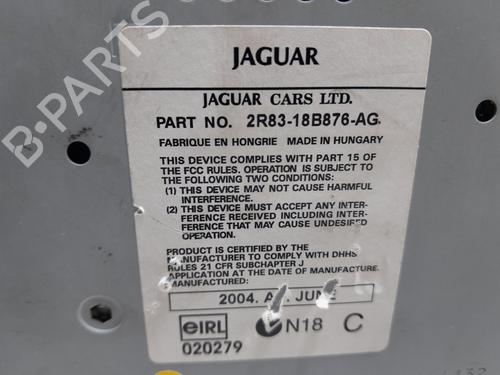 B-PARTS
JAGUAR
JAGUAR CARS LTD.
PART NO. 2R83-18B876-AG
FABRIQUE EN HONGRIE MADE IN HUNGARY
THIS DEVICE COMPLIES WITH PART 15 OF
THE FCC RULES. OPERATION IS SUBJECT TO
THE FOLLOWING TWO CONDITIONS:
(1) THIS DEVICE MAY NOT CAUSE HARMFUL
INTERFERENCE.
(2) THIS DEVICE MUST ACCEPT ANY INTER-
FERENCE RECEIVED INCLUDING INTER-
FERENCE THAT MAY CAUSE UNDESIRED
OPERATION.
PRODUCT IS CERTIFIED BY THE
MANUFACTURER TO COMPLY WITH DHHS
RULES 21 CFR SUBCHAPTER J
APPLICATION AT THE DATE OF MANUFACTURE.
MANUFACTURED:
2004. JUNE
eIRL N18 C
020279